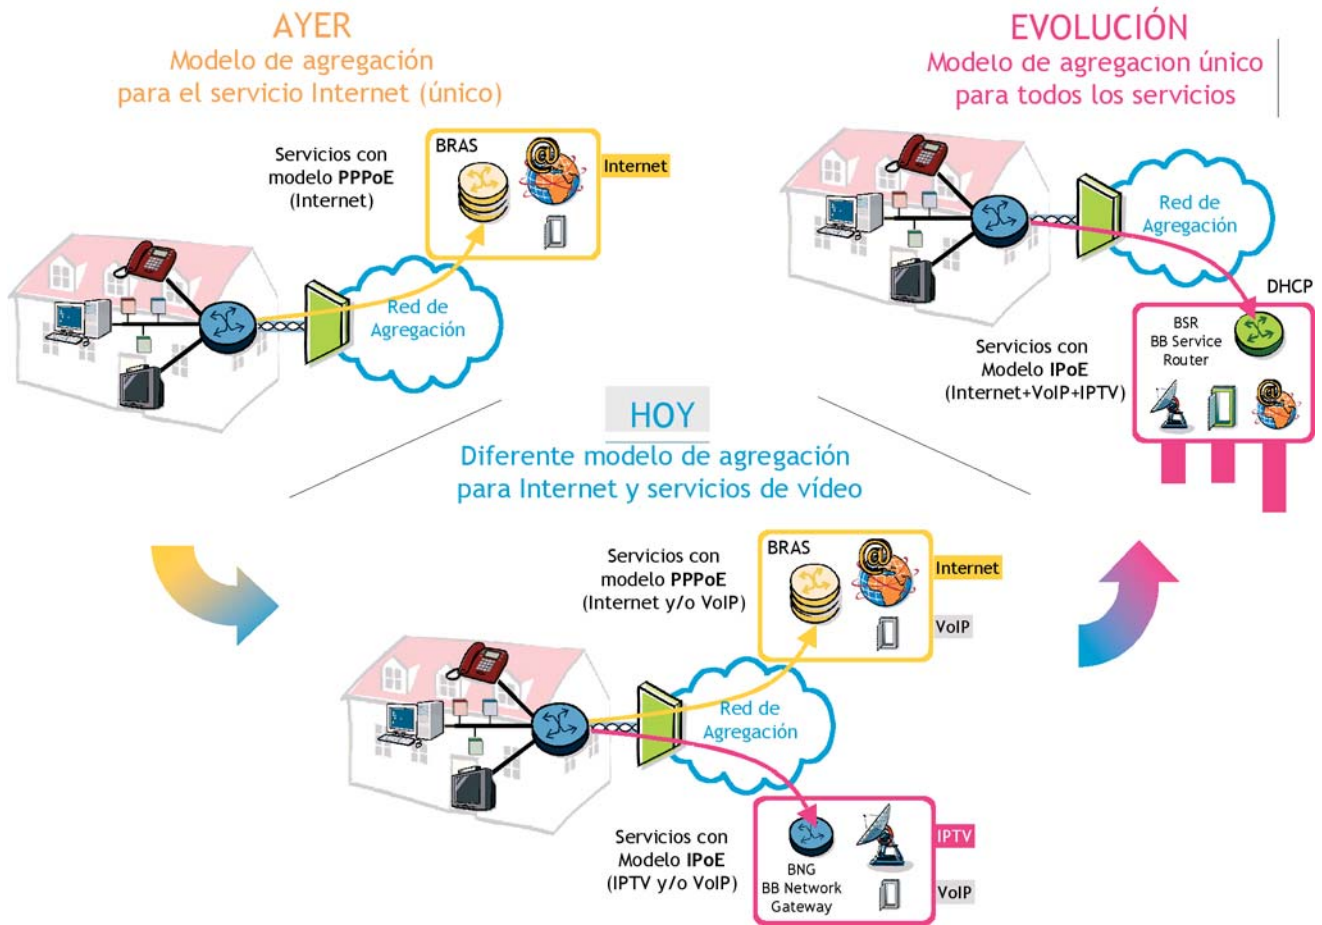 AYER
Modelo de agregación
para el servicio Internet (único)
Servicios con
modelo PPPoE
(Internet)
BRAS
@
Internet
Red de
Agregación
EVOLUCIÓN
Modelo de agregacion único
para todos los servicios
Red de
Agregación
DHCP
BSR
BB Service
Router
@
Servicios con
Modelo IPoE
(Internet+VoIP+IPTV)
HOY
Diferente modelo de agregación
para Internet y servicios de vídeo
Servicios con
modelo PPPoE
(Internet y/o VoIP)
BRAS
@
Internet
VoIP
Red de
Agregación
Servicios con
Modelo IPoE
(IPTV y/o VoIP)
BNG
BB Network
Gateway
IPTV
VoIP